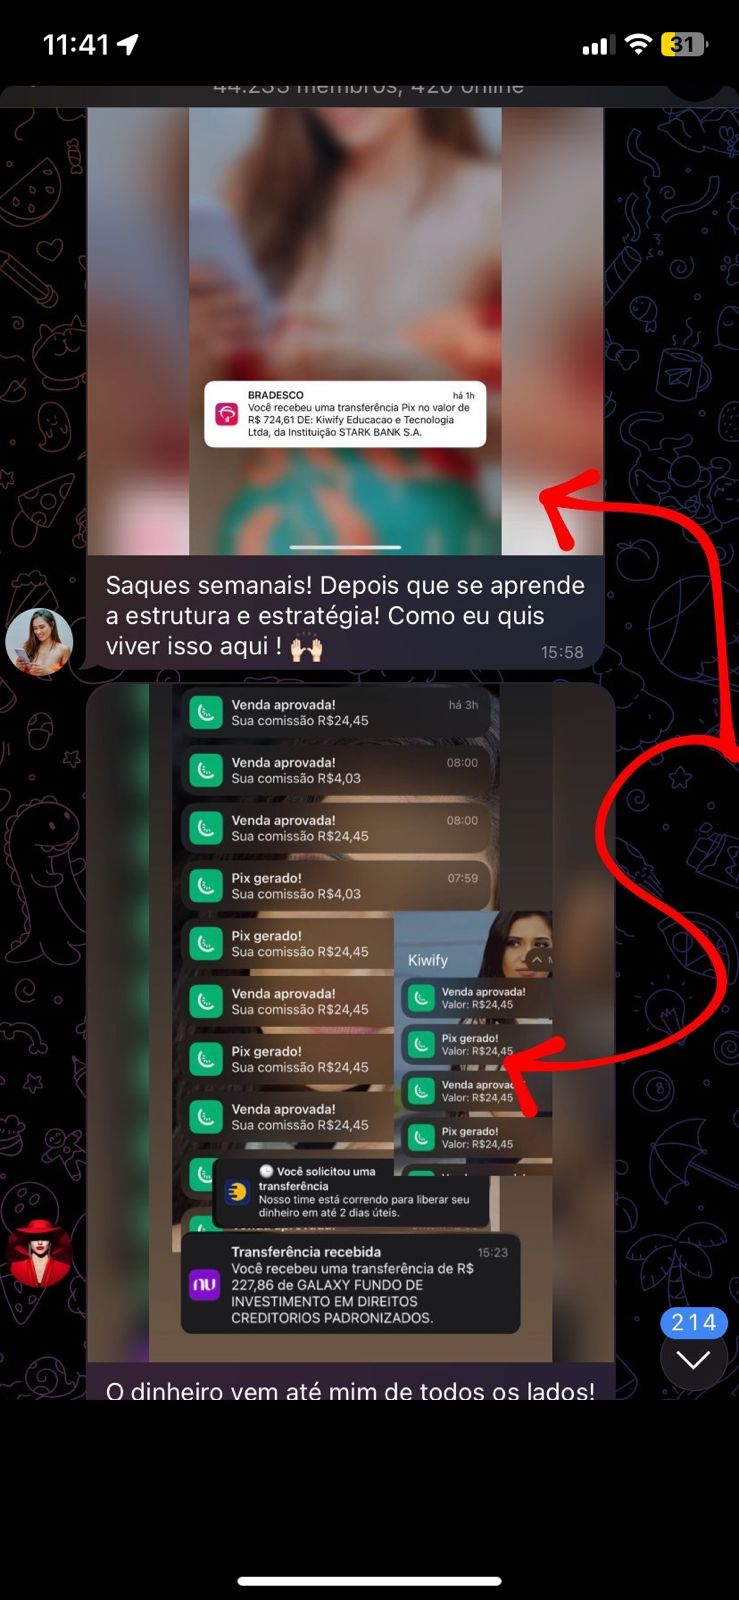 11:41
31
44.233 membros, 420 online
BRADESCO
há 1h
Você recebeu uma transferência Pix no valor de
R$ 724,61 DE: Kiwify Educacao e Tecnologia
Ltda, da Instituição STARK BANK S.A.
Saques semanais! Depois que se aprende
a estrutura e estratégia! Como eu quis
viver isso aqui ! 🙌🏻
15:58
Venda aprovada!
há 3h
Sua comissão R$24,45
Venda aprovada!
08:00
Sua comissão R$4,03
Venda aprovada!
08:00
Sua comissão R$24,45
Pix gerado!
07:59
Sua comissão R$4,03
Pix gerado!
Sua comissão R$24,45
Venda aprovada!
Sua comissão R$24,45
Pix gerado!
Sua comissão R$24,45
Venda aprovada!
Sua comissão R$24,45
Kiwify
Venda aprovada!
Valor: R$24,45
Pix gerado!
Valor: R$24,45
Venda
Valor: R$24,45
Pix gerado!
Valor: R$24,45
🕒 Você solicitou uma
transferência
Nosso time está correndo para liberar seu
dinheiro em até 2 dias úteis.
nu
Transferência recebida
15:23
Você recebeu uma transferência de R$
227,86 de GALAXY FUNDO DE
INVESTIMENTO EM DIREITOS
CREDITORIOS PADRONIZADOS.
214
O dinheiro vem até mim de todos os lados!